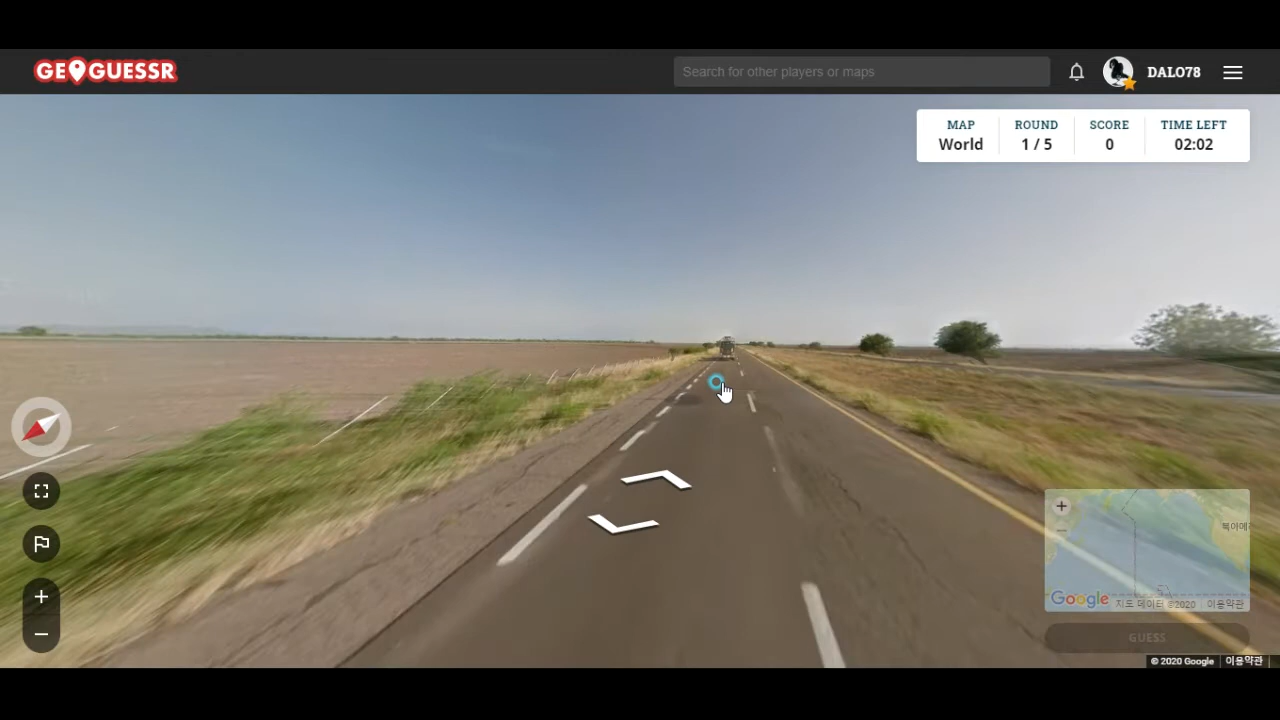 GEOGUESSR
Search for other players or maps
DALO78
MAP
World
ROUND
1 / 5
SCORE
0
TIME LEFT
02:02
+
−
Google
지도 데이터 ©2020 이용약관
GUESS
© 2020 Google 이용약관